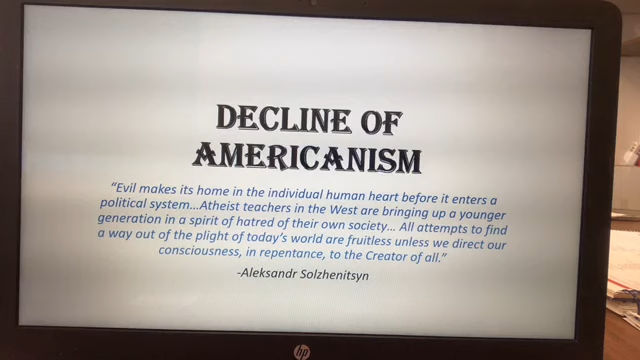 DECLINE OF
AMERICANISM
“Evil makes its home in the individual human heart before it enters a
political system...Atheist teachers in the West are bringing up a younger
generation in a spirit of hatred of their own society... All attempts to find
a way out of the plight of today’s world are fruitless unless we direct our
consciousness, in repentance, to the Creator of all.”
-Aleksandr Solzhenitsyn
hp